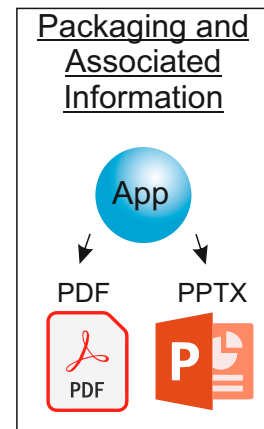 Packaging and
Associated
Information
App
PDF PPTX
PDF P